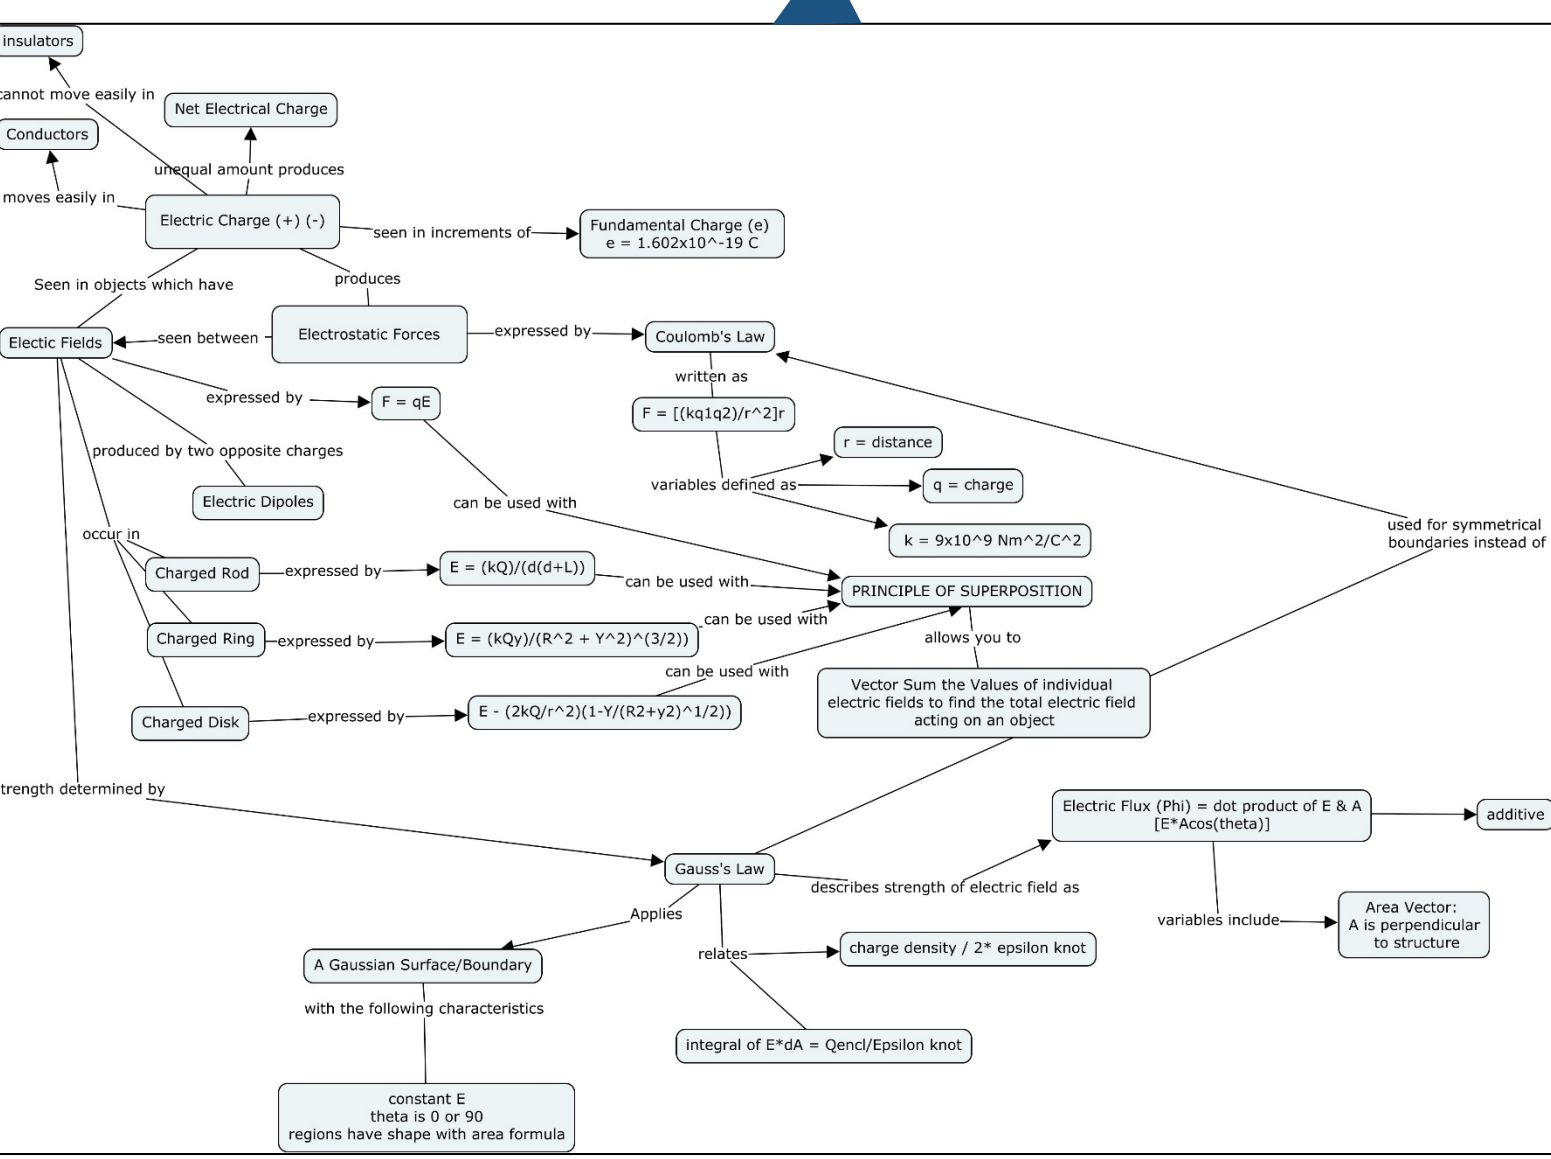 insulators
cannot move easily in
Net Electrical Charge
Conductors
unequal amount produces
moves easily in
Electric Charge (+) (-)
seen in increments of
Fundamental Charge (e)
e = 1.602x10^-19 C
Seen in objects which have
produces
Electic Fields
seen between
Electrostatic Forces
expressed by
Coulomb's Law
written as
expressed by
F = qE
F = [(kq1q2)/r^2]r
r = distance
produced by two opposite charges
variables defined as
q = charge
Electric Dipoles
can be used with
k = 9x10^9 Nm^2/C^2
used for symmetrical
boundaries instead of
occur in
Charged Rod
expressed by
E = (kQ)/(d(d+L))
can be used with
PRINCIPLE OF SUPERPOSITION
Charged Ring
expressed by
E = (kQy)/(R^2 + Y^2)^(3/2))
can be used with
allows you to
can be used with
Vector Sum the Values of individual
electric fields to find the total electric field
acting on an object
Charged Disk
expressed by
E - (2kQ/r^2)(1-Y/(R2+y2)^1/2))
trength determined by
Electric Flux (Phi) = dot product of E & A
[E*Acos(theta)]
additive
Gauss's Law
describes strength of electric field as
Applies
variables include
Area Vector:
A is perpendicular
to structure
relates
charge density / 2* epsilon knot
A Gaussian Surface/Boundary
with the following characteristics
integral of E*dA = Qencl/Epsilon knot
constant E
theta is 0 or 90
regions have shape with area formula